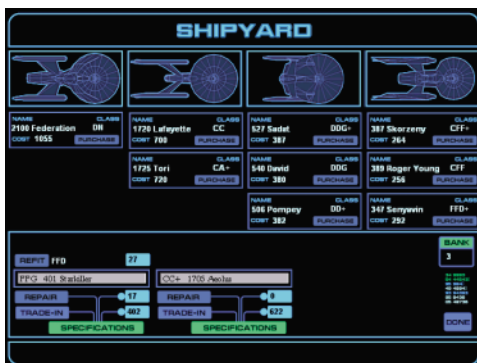 SHIPYARD
NAME CLASS
2100 Federation DN
COST 1055 PURCHASE
NAME CLASS
1720 Lafayette CC
COST 700 PURCHASE
NAME CLASS
527 Sadat DDG+
COST 387 PURCHASE
NAME CLASS
387 Skorzeny CFF+
COST 264 PURCHASE
NAME CLASS
1725 Tori CA+
COST 720 PURCHASE
NAME CLASS
540 David DDG
COST 380 PURCHASE
NAME CLASS
389 Roger Young CFF
COST 256 PURCHASE
NAME CLASS
506 Pompey DD+
COST 382 PURCHASE
NAME CLASS
347 Senyavin FFD+
COST 292 PURCHASE
REFIT FFD 27
FFG 401 Starkiller
REPAIR 17
TRADE-IN 402
SPECIFICATIONS
CC+ 1705 Aeolus
REPAIR 0
TRADE-IN 622
SPECIFICATIONS
BANK
3
DONE